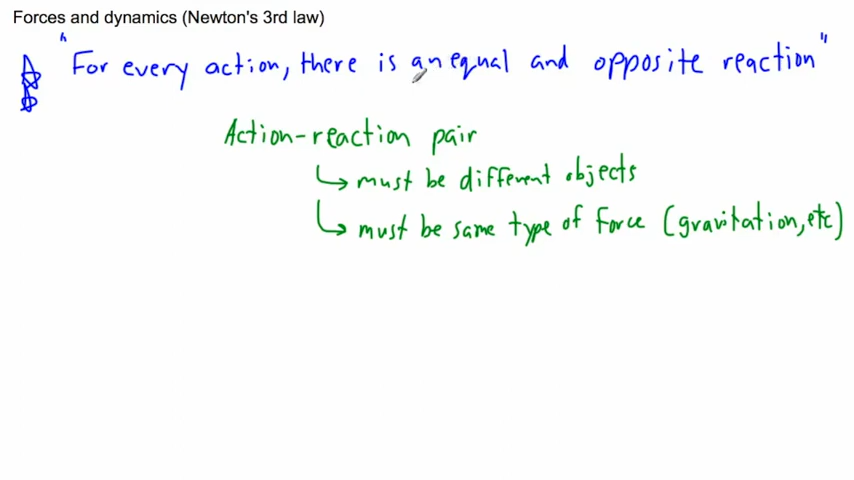 Forces and dynamics (Newton's 3rd law)
"For every action, there is an equal and opposite reaction"
Action-reaction pair
must be different objects
must be same type of force (gravitation, etc)